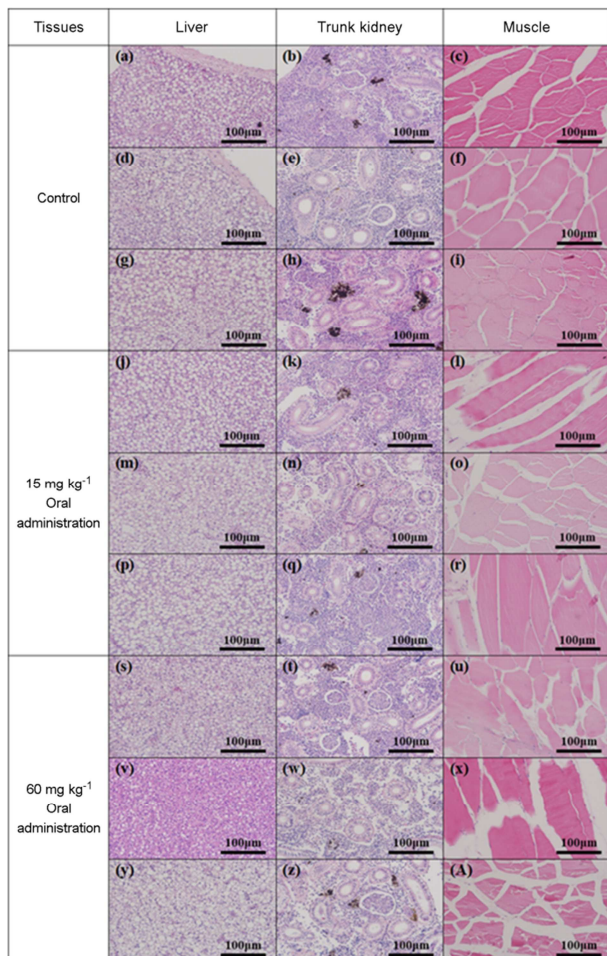 Tissues Liver Trunk kidney Muscle
(a) (b) (c)
100μm 100μm 100μm
(d) (e) (f)
100μm 100μm 100μm
Control
(g) (h) (i)
100μm 100μm 100μm
(j) (k) (l)
100μm 100μm 100μm
15 mg kg⁻¹
Oral
administration
(m) (n) (o)
100μm 100μm 100μm
(p) (q) (r)
100μm 100μm 100μm
(s) (t) (u)
100μm 100μm 100μm
60 mg kg⁻¹
Oral
administration
(v) (w) (x)
100μm 100μm 100μm
(y) (z) (A)
100μm 100μm 100μm